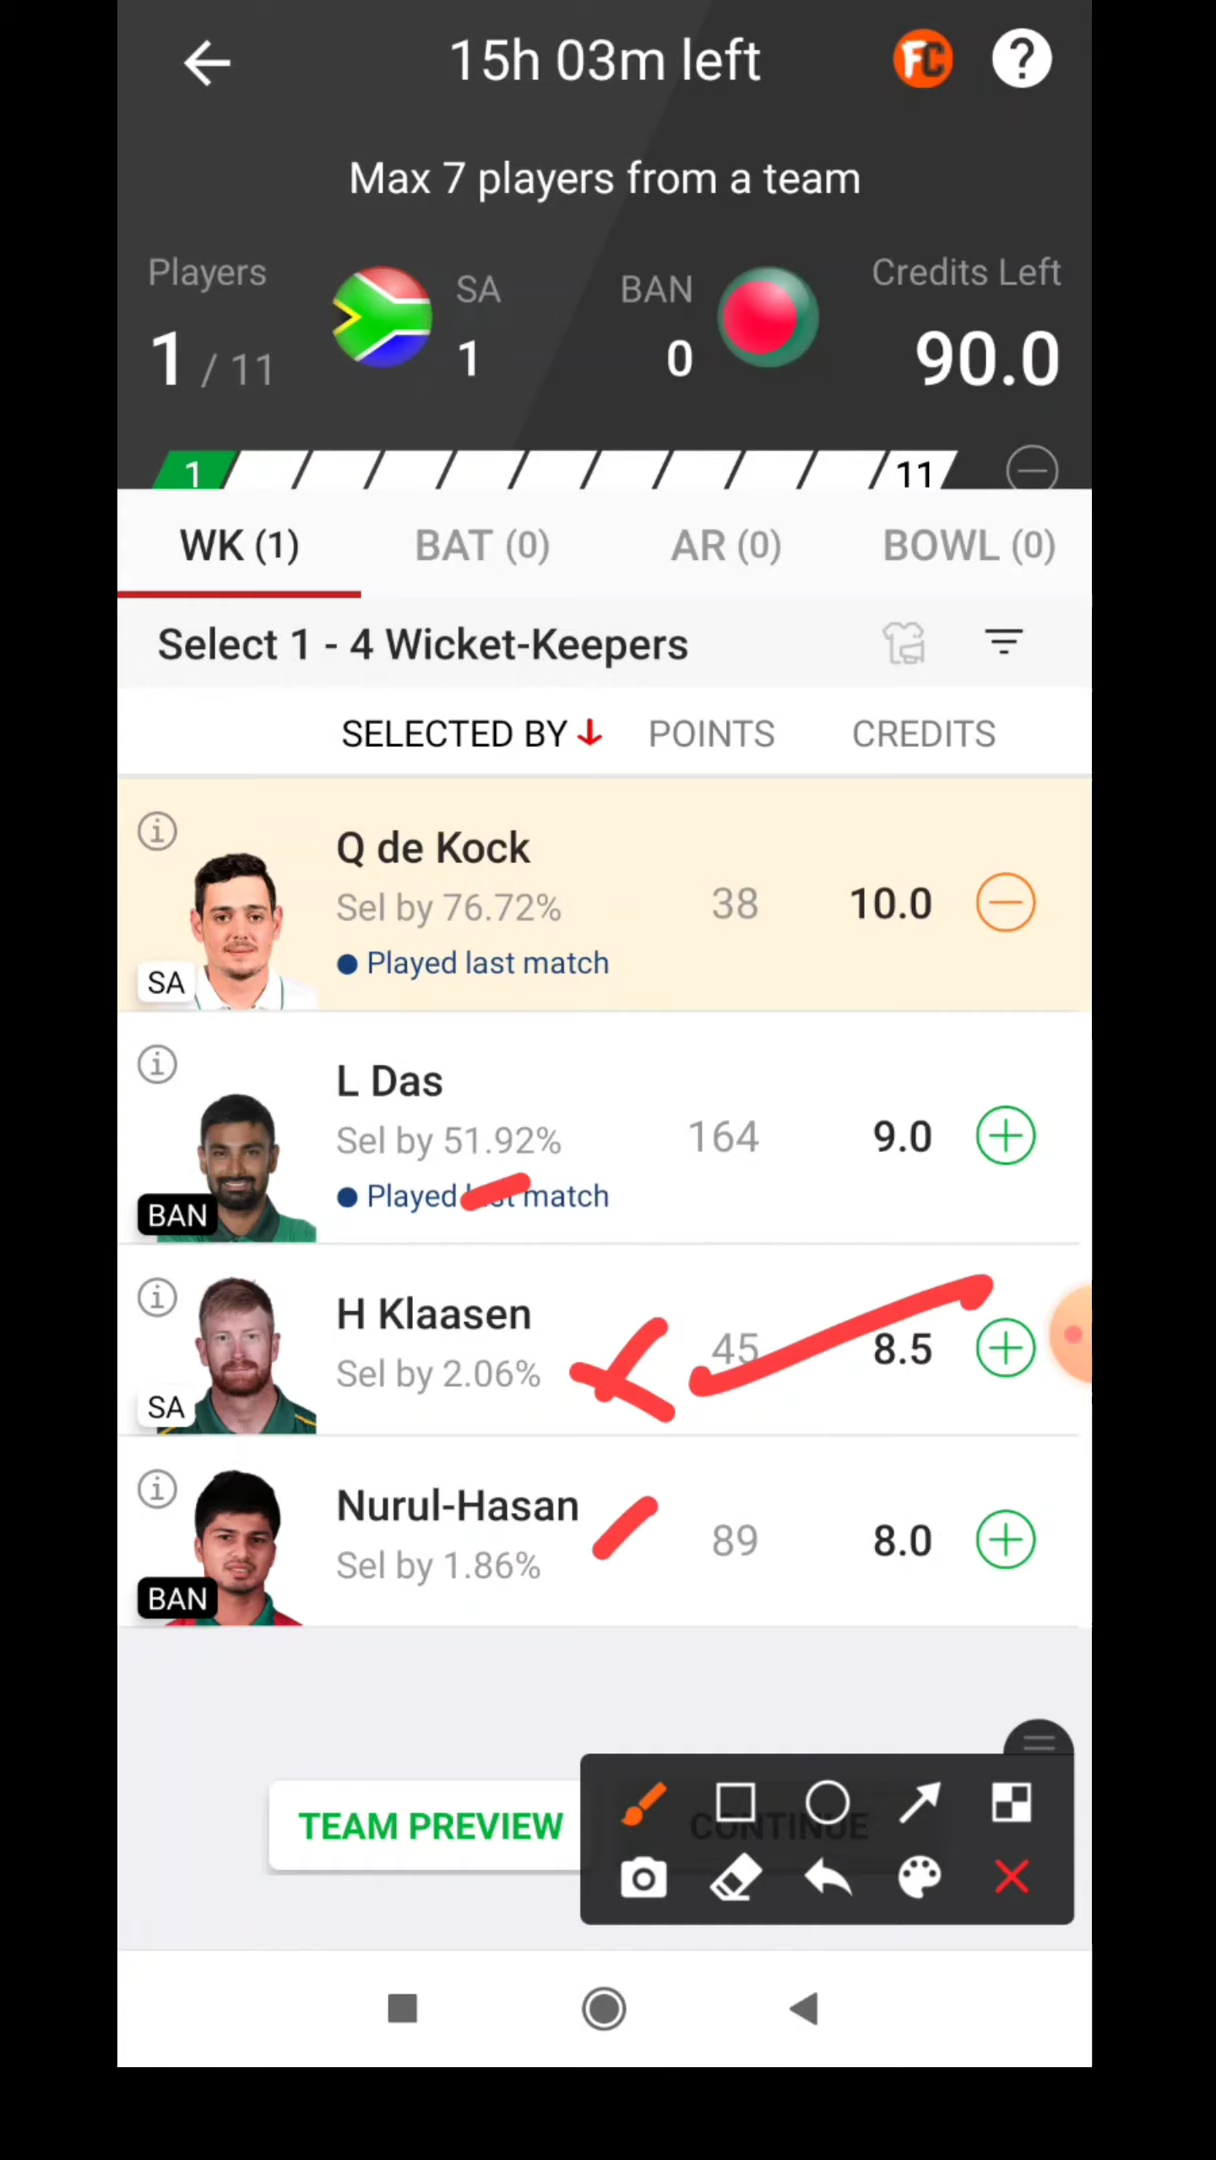 15h 03m left
FC
?
Max 7 players from a team
Players
SA
BAN
Credits Left
1 / 11
1
0
90.0
1
11
WK (1)
BAT (0)
AR (0)
BOWL (0)
Select 1 - 4 Wicket-Keepers
SELECTED BY
POINTS
CREDITS
Q de Kock
Sel by 76.72%
38
10.0
Played last match
SA
L Das
Sel by 51.92%
164
9.0
Played last match
BAN
H Klaasen
Sel by 2.06%
45
8.5
SA
Nurul-Hasan
Sel by 1.86%
89
8.0
BAN
TEAM PREVIEW
CONTINUE